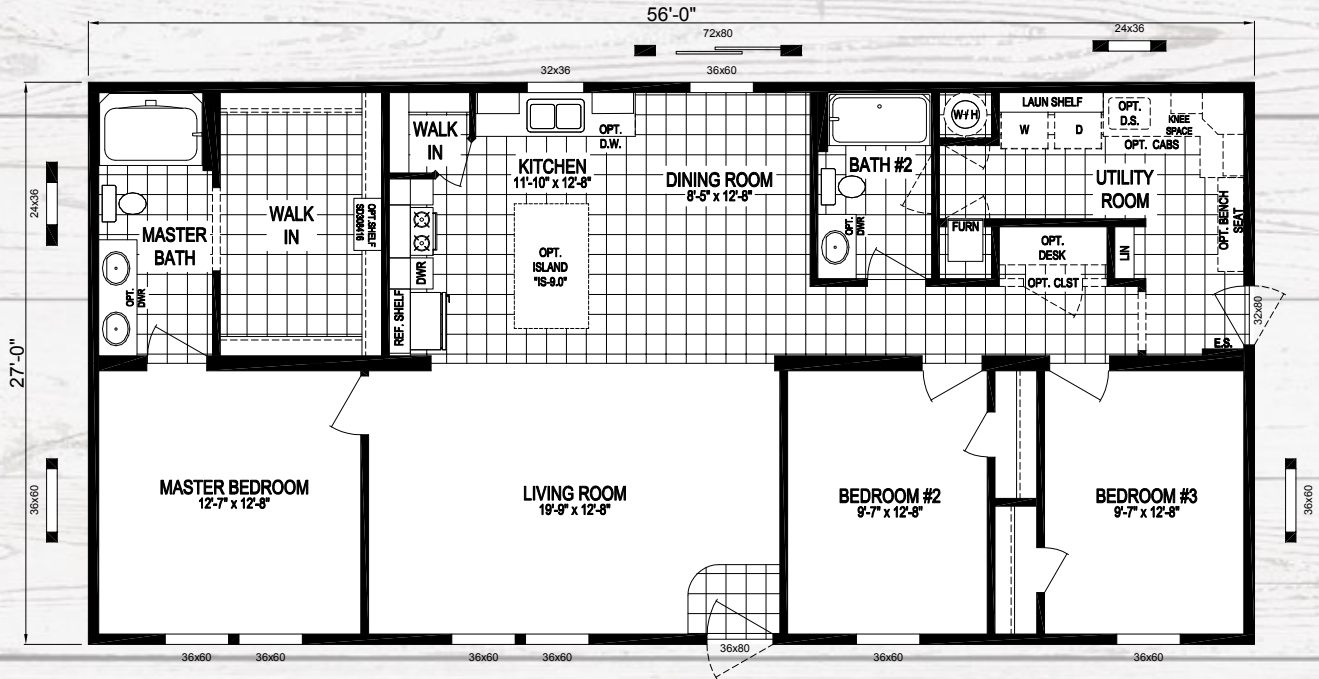 56'-0"
72x80
24x36
32x36
36x60
WALK
IN
OPT.
D.W.
KITCHEN
11'-10" x 12'-8"
DINING ROOM
8'-5" x 12'-8"
BATH #2
OPT.
DWR
W/H
LAUN SHELF
W
D
OPT.
D.S.
KNEE
SPACE
OPT. CABS
UTILITY
ROOM
OPT. BENCH
SEAT
24x36
MASTER
BATH
OPT.
DWR
WALK
IN
OPT.SHELF
SD3008416
OPT.
ISLAND
"IS-9.0"
DWR
REF. SHELF
FURN
OPT.
DESK
OPT. CLST
LIN
32x80
E.S.
27'-0"
36x60
MASTER BEDROOM
12'-7" x 12'-8"
LIVING ROOM
19'-9" x 12'-8"
BEDROOM #2
9'-7" x 12'-8"
BEDROOM #3
9'-7" x 12'-8"
36x60
36x60
36x60
36x60
36x60
36x80
36x60
36x60